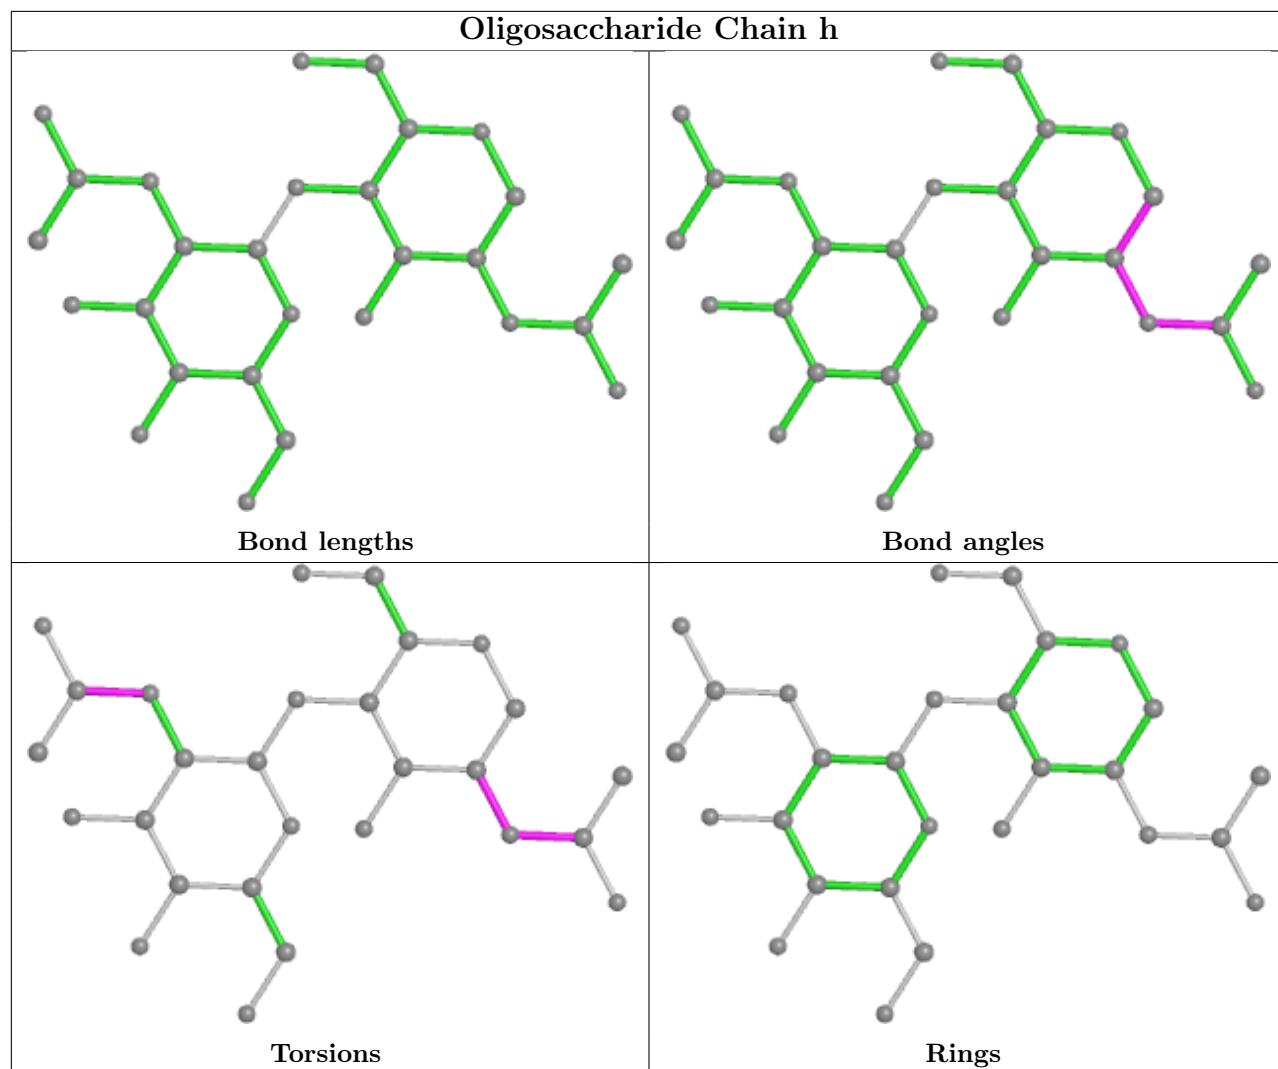 Oligosaccharide Chain h
Bond lengths
Bond angles
Torsions
Rings